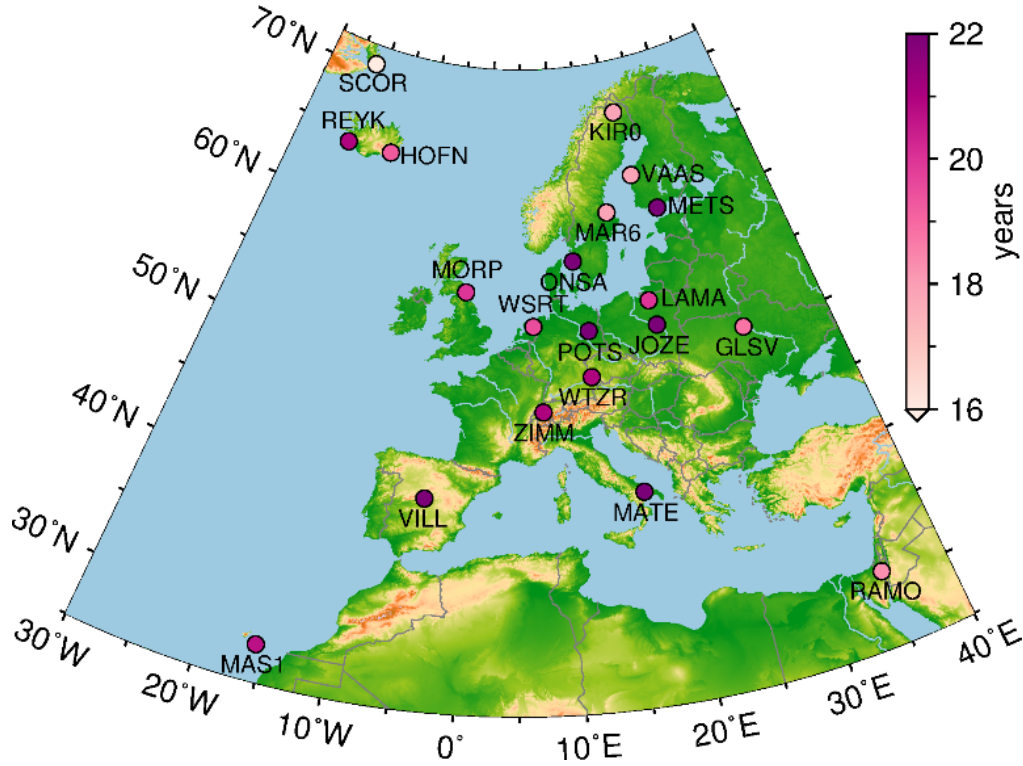 70°N
22
SCOR
REYK
KIR0
60°N
HOFN
20
VAAS
METS
years
MAR6
50°N
MORP
ONSA
18
WSRT
LAMA
JOZE
GLSV
POTS
40°N
WTZR
16
ZIMM
VILL
MATE
30°N
RAMO
30°W
MAS1
40°E
20°W
30°E
10°W
20°E
0°
10°E